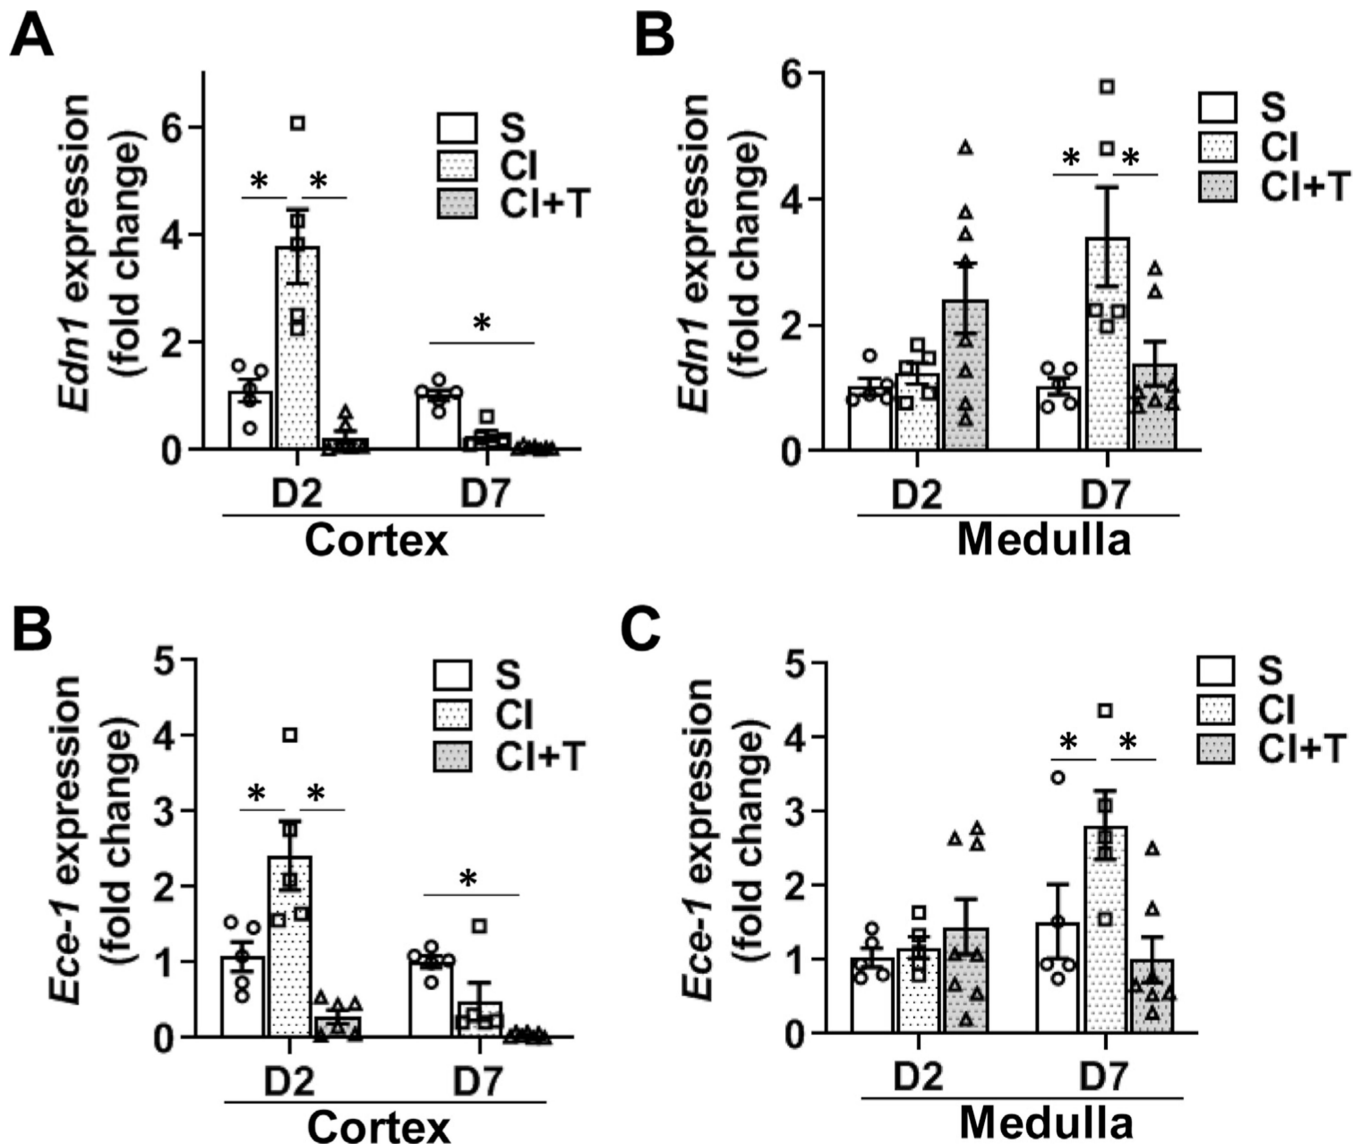 A
Edn1 expression
(fold change)
6
4
2
0
* *
*
S
CI
CI+T
D2 D7
Cortex
B
Edn1 expression
(fold change)
6
4
2
0
* *
S
CI
CI+T
D2 D7
Medulla
B
Ece-1 expression
(fold change)
5
4
3
2
1
0
* *
*
S
CI
CI+T
D2 D7
Cortex
C
Ece-1 expression
(fold change)
5
4
3
2
1
0
* *
S
CI
CI+T
D2 D7
Medulla